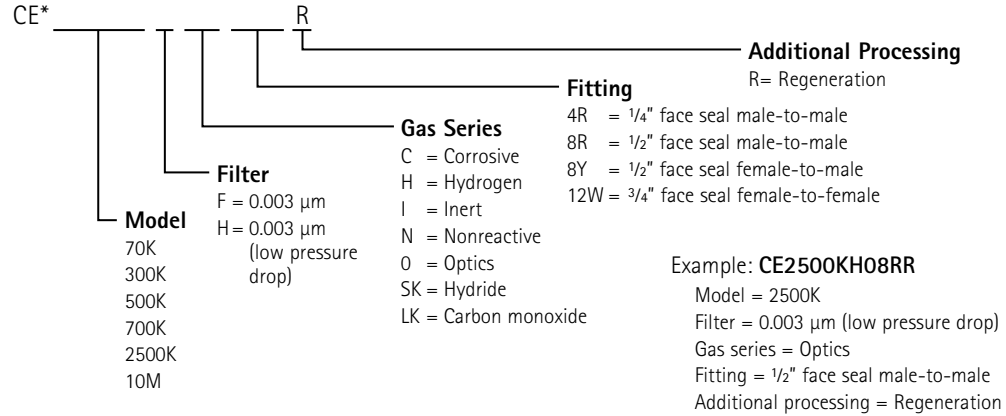 CE* R
Additional Processing
R= Regeneration
Fitting
4R = 1/4" face seal male-to-male
8R = 1/2" face seal male-to-male
8Y = 1/2" face seal female-to-male
12W = 3/4" face seal female-to-female
Gas Series
C = Corrosive
H = Hydrogen
I = Inert
N = Nonreactive
0 = Optics
SK = Hydride
LK = Carbon monoxide
Filter
F = 0.003 µm
H = 0.003 µm
(low pressure
drop)
Model
70K
300K
500K
700K
2500K
10M
Example: CE2500KH08RR
Model = 2500K
Filter = 0.003 µm (low pressure drop)
Gas series = Optics
Fitting = 1/2" face seal male-to-male
Additional processing = Regeneration